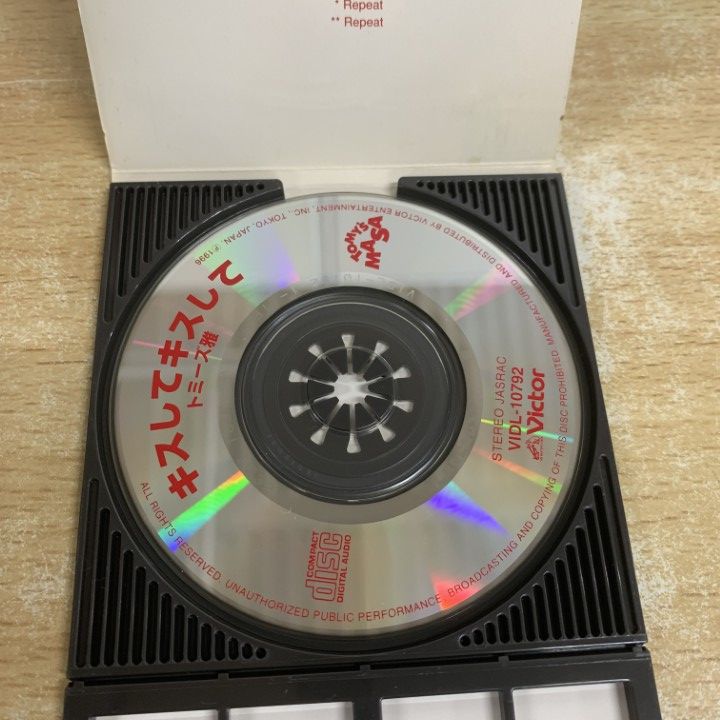 * Repeat
** Repeat
TOMY'S
MASA
キスしてキスして
トミーズ雅
STEREO JASRAC
VIDL-10792
Victor
COMPACT
disc
DIGITAL AUDIO
ALL RIGHTS RESERVED. UNAUTHORIZED PUBLIC PERFORMANCE, BROADCASTING AND COPYING OF THIS DISC PROHIBITED. MANUFACTURED AND DISTRIBUTED BY VICTOR ENTERTAINMENT, INC., TOKYO, JAPAN. ℗1996